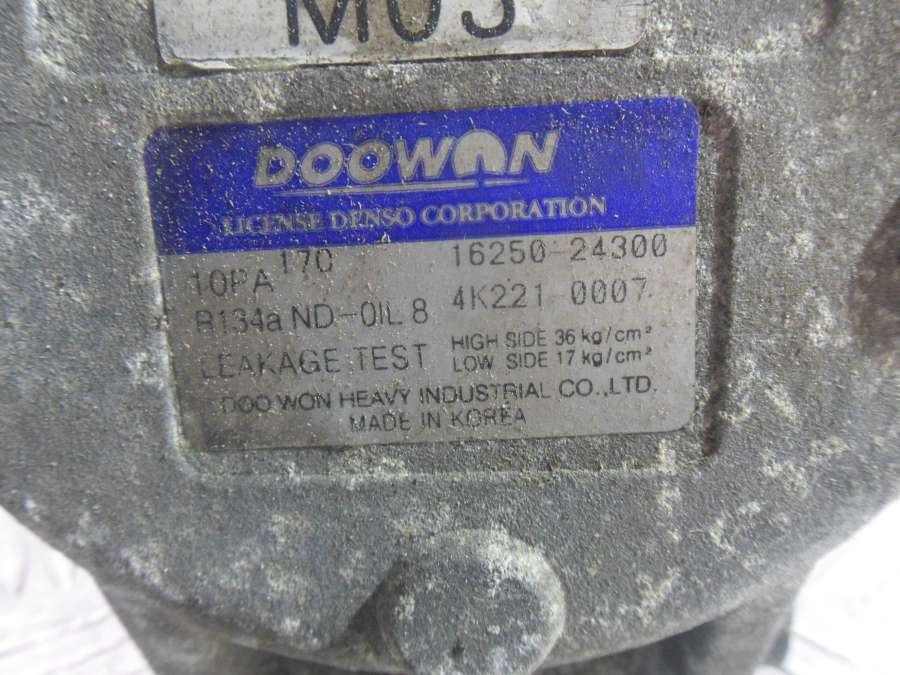 DOOWON
LICENSE DENSO CORPORATION
10PA 170 16250-24300
R134a ND-OIL 8 4K221 0007
LEAKAGE TEST HIGH SIDE 36 kg/cm²
LOW SIDE 17 kg/cm²
DOO WON HEAVY INDUSTRIAL CO.,LTD.
MADE IN KOREA